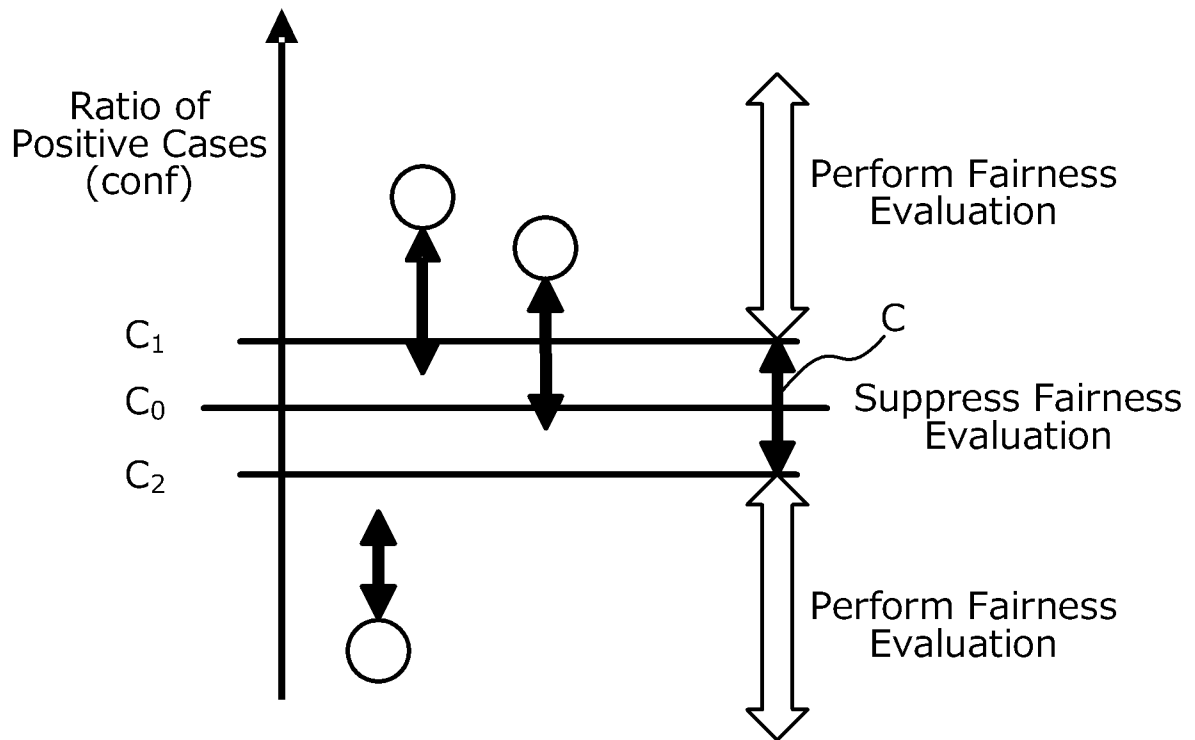 Ratio of
Positive Cases
(conf)
Perform Fairness
Evaluation
C
C₁
C₀
Suppress Fairness
Evaluation
C₂
Perform Fairness
Evaluation